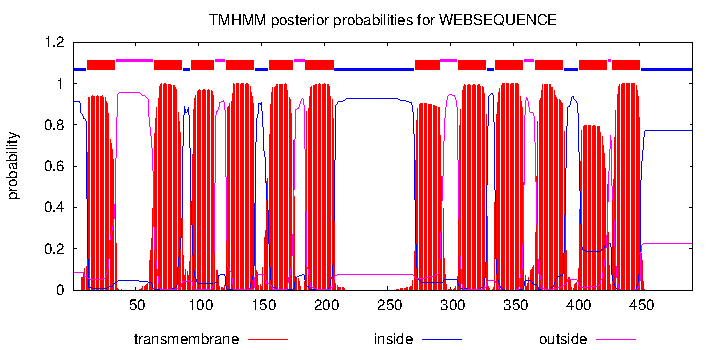 TMHMM posterior probabilities for WEBSEQUENCE
1.2
1
0.8
0.6
0.4
0.2
0
probability
50 100 150 200 250 300 350 400 450
transmembrane inside outside